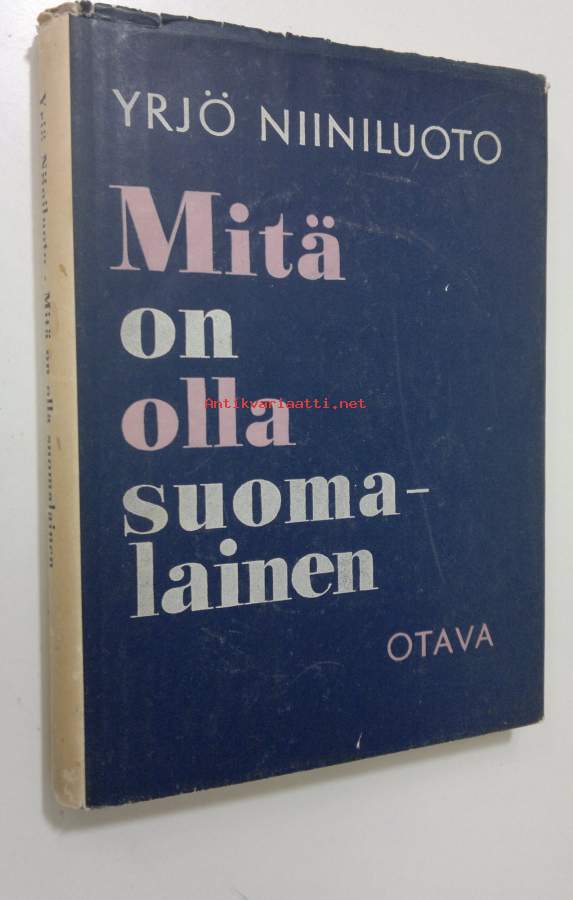 YRJÖ NIINILUOTO
Mitä
on
olla
suoma-
lainen
OTAVA
Yrjö Niiniluoto - Mitä on olla suomalainen
Antikvariaatti.net